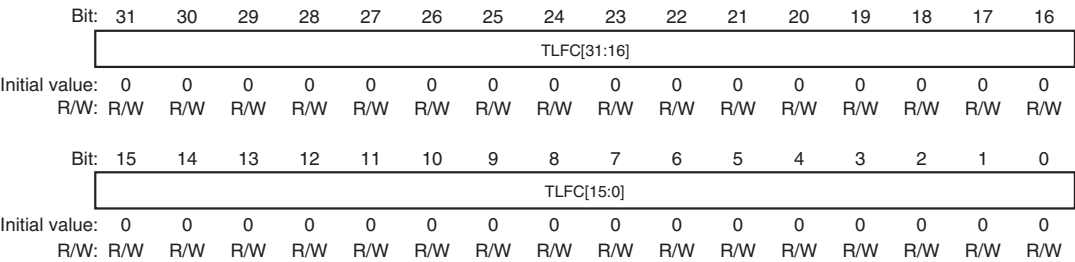 Bit: 31 30 29 28 27 26 25 24 23 22 21 20 19 18 17 16
TLFC[31:16]
Initial value: 0 0 0 0 0 0 0 0 0 0 0 0 0 0 0 0
R/W: R/W R/W R/W R/W R/W R/W R/W R/W R/W R/W R/W R/W R/W R/W R/W R/W
Bit: 15 14 13 12 11 10 9 8 7 6 5 4 3 2 1 0
TLFC[15:0]
Initial value: 0 0 0 0 0 0 0 0 0 0 0 0 0 0 0 0
R/W: R/W R/W R/W R/W R/W R/W R/W R/W R/W R/W R/W R/W R/W R/W R/W R/W